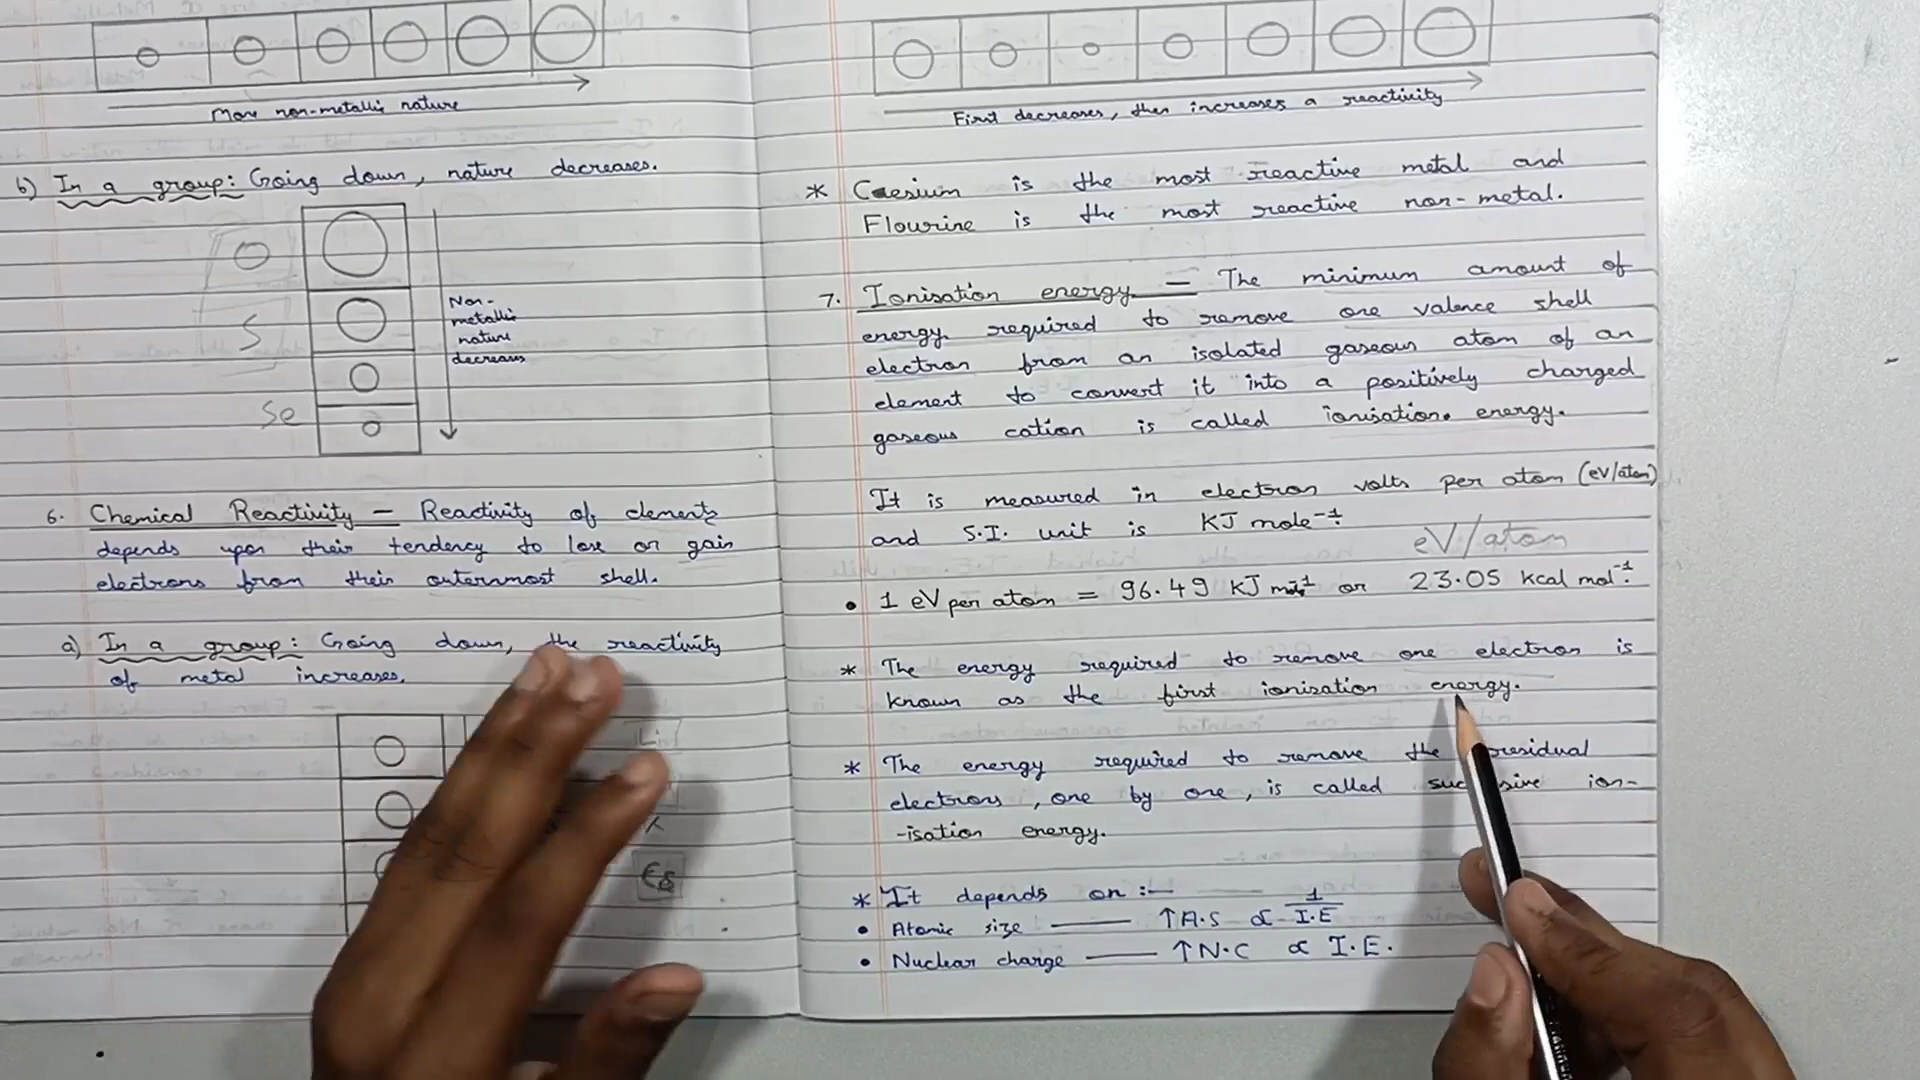 More non-metallic nature
b) In a group: Going down, nature decreases.
O
S
Se
Non-
metallic
nature
decreases
6. Chemical Reactivity — Reactivity of elements
depends upon their tendency to lose or gain
electrons from their outermost shell.
a) In a group: Going down, the reactivity
of metal increases.
Li
K
Cs
First decreases, then increases a reactivity
* Caesium is the most reactive metal and
Flourine is the most reactive non-metal.
7. Ionisation energy — The minimum amount of
energy required to remove one valence shell
electron from an isolated gaseous atom of an
element to convert it into a positively charged
gaseous cation is called ionisation energy.
It is measured in electron volts per atom (eV/atom)
and S.I. unit is KJ mole⁻¹.
eV/atom
• 1 eV per atom = 96.49 KJ mol⁻¹ or 23.05 kcal mol⁻¹.
* The energy required to remove one electron is
known as the first ionisation energy.
* The energy required to remove the residual
electrons, one by one, is called ion-
-isation energy.
* It depends on :—
• Atomic size —— ↑A.S ∝ 1/I.E
• Nuclear charge —— ↑N.C ∝ I.E.